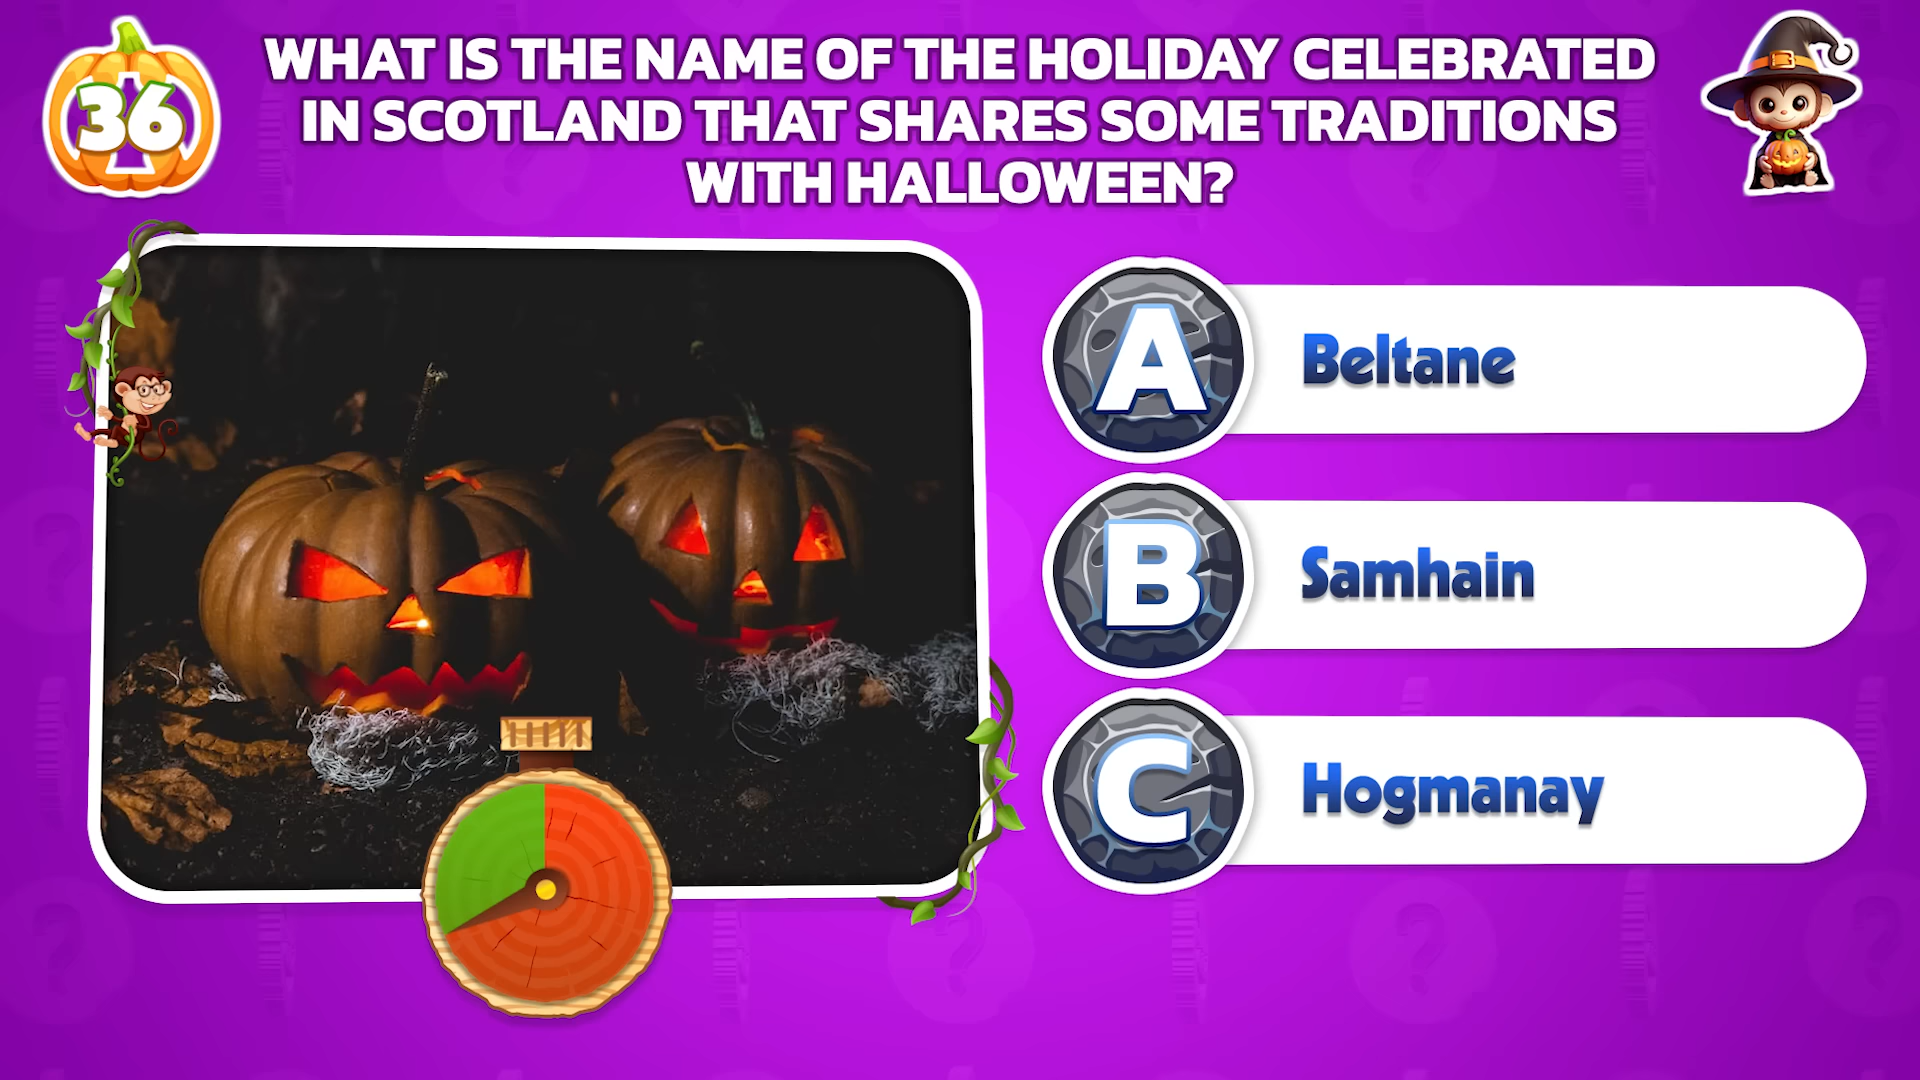 36
WHAT IS THE NAME OF THE HOLIDAY CELEBRATED
IN SCOTLAND THAT SHARES SOME TRADITIONS
WITH HALLOWEEN?
A Beltane
B Samhain
C Hogmanay